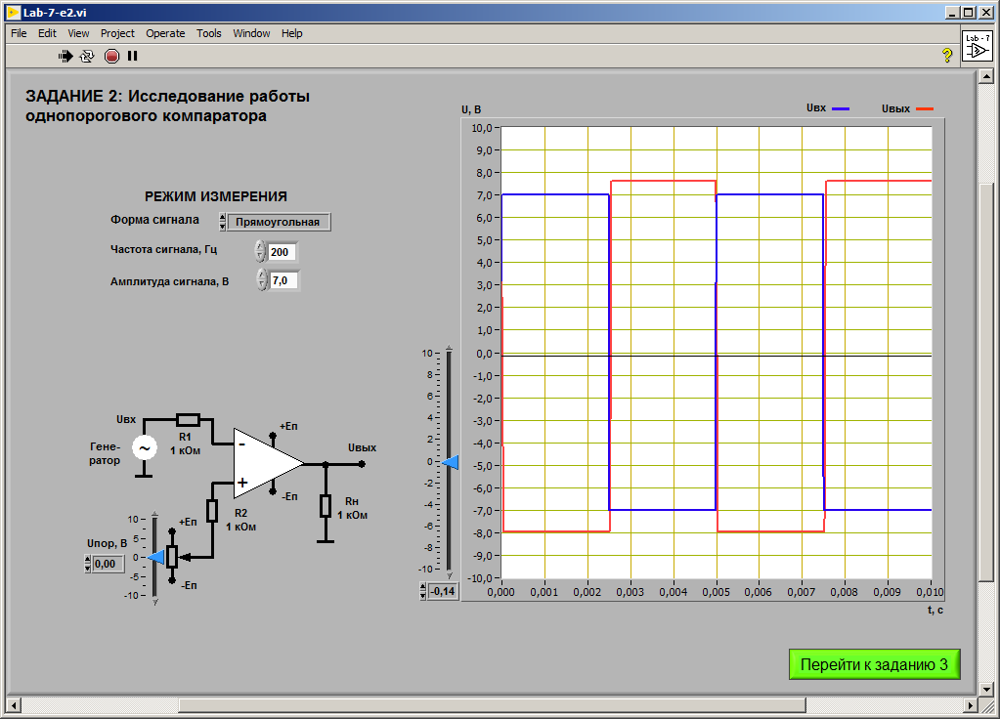 Lab-7-e2.vi
File Edit View Project Operate Tools Window Help
Lab - 7
ЗАДАНИЕ 2: Исследование работы
однопорогового компаратора
РЕЖИМ ИЗМЕРЕНИЯ
Форма сигнала Прямоугольная
Частота сигнала, Гц 200
Амплитуда сигнала, В 7,0
U, В
Uвх Uвых
10,0
9,0
8,0
7,0
6,0
5,0
4,0
3,0
2,0
1,0
0,0
-1,0
-2,0
-3,0
-4,0
-5,0
-6,0
-7,0
-8,0
-9,0
-10,0
0,000 0,001 0,002 0,003 0,004 0,005 0,006 0,007 0,008 0,009 0,010
t, с
10
8
6
4
2
0
-2
-4
-6
-8
-10
-0,14
Uвх
R1
1 кОм
Гене-
ратор
~
-
+
+Еп
-Еп
Uвых
Rн
1 кОм
R2
1 кОм
+Еп
-Еп
Uпор, В
0,00
10
5
0
-5
-10
Перейти к заданию 3